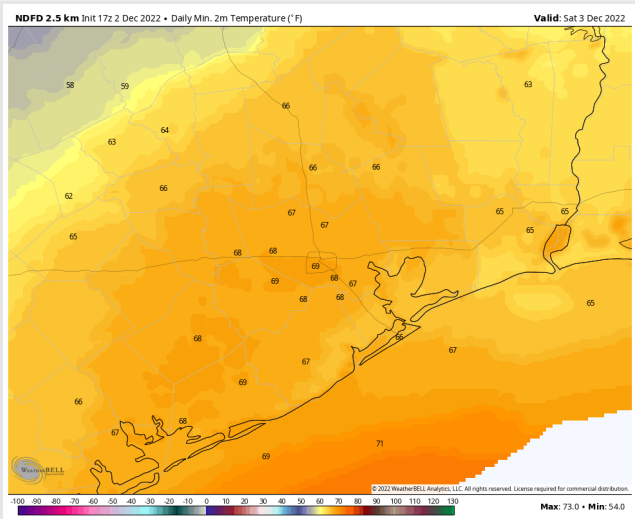 NDFD 2.5 km Init 17z 2 Dec 2022 • Daily Min. 2m Temperature (°F)
Valid: Sat 3 Dec 2022
58 59 63
66
64
63
66 66
66
62
67 65 65
67 65
65
68 68
69
69 68 67
68 68
65
66
68
67
67
69
66
68
67
71
69
WEATHERBELL
© 2022 WeatherBELL Analytics, LLC. All rights reserved. License required for commercial distribution.
-100 -90 -80 -70 -60 -50 -40 -30 -20 -10 0 10 20 30 40 50 60 70 80 90 100 110 120 130
Max: 73.0 • Min: 54.0